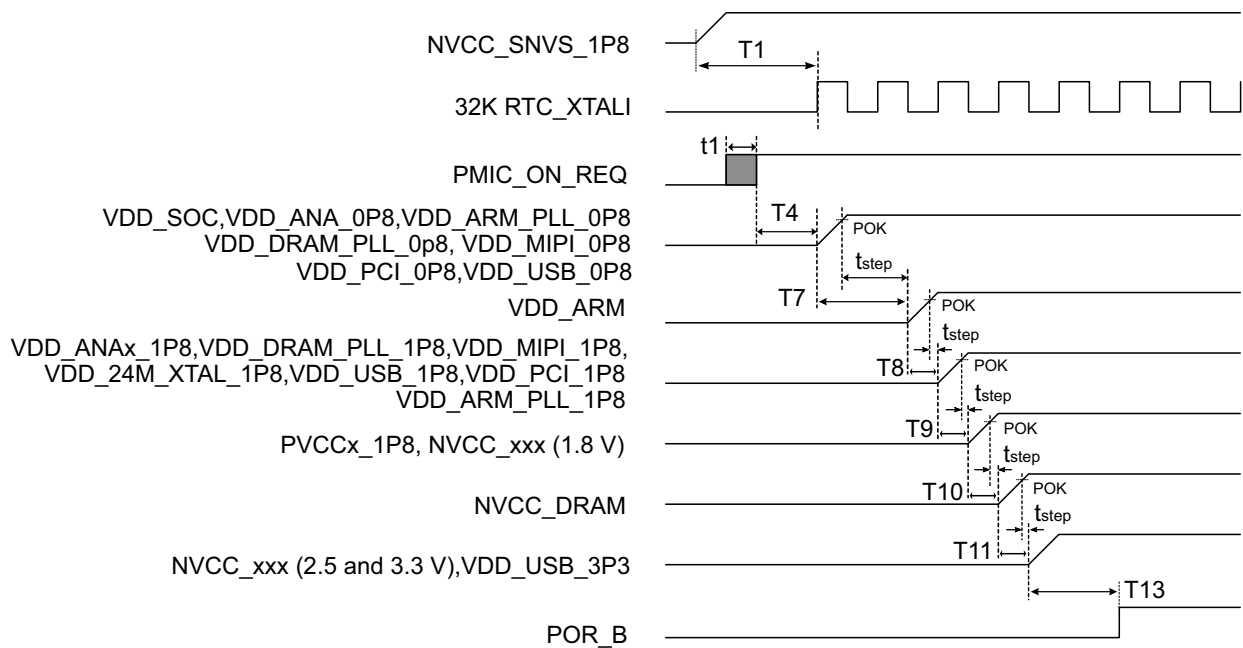 NVCC_SNVS_1P8
T1
32K RTC_XTALI
t1
PMIC_ON_REQ
VDD_SOC,VDD_ANA_0P8,VDD_ARM_PLL_0P8
VDD_DRAM_PLL_0p8, VDD_MIPI_0P8
VDD_PCI_0P8,VDD_USB_0P8
T4
POK
tstep
T7
VDD_ARM
POK
tstep
VDD_ANAx_1P8,VDD_DRAM_PLL_1P8,VDD_MIPI_1P8,
VDD_24M_XTAL_1P8,VDD_USB_1P8,VDD_PCI_1P8
VDD_ARM_PLL_1P8
T8
POK
tstep
PVCCx_1P8, NVCC_xxx (1.8 V)
T9
POK
tstep
NVCC_DRAM
T10
POK
tstep
NVCC_xxx (2.5 and 3.3 V),VDD_USB_3P3
T11
T13
POR_B